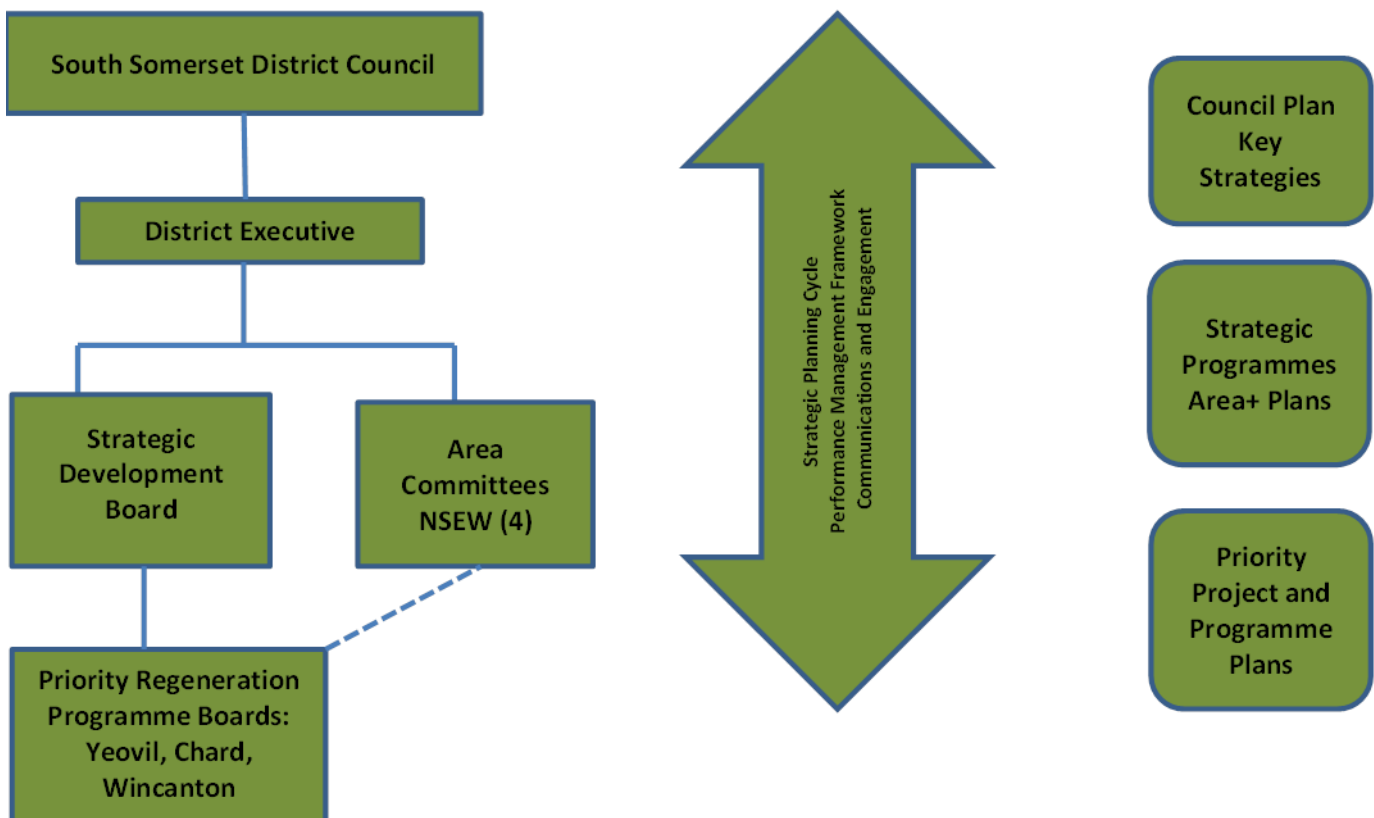 South Somerset District Council
District Executive
Strategic
Development
Board
Area
Committees
NSEW (4)
Priority Regeneration
Programme Boards:
Yeovil, Chard,
Wincanton
Strategic Planning Cycle
Performance Management Framework
Communications and Engagement
Council Plan
Key
Strategies
Strategic
Programmes
Area+ Plans
Priority
Project and
Programme
Plans